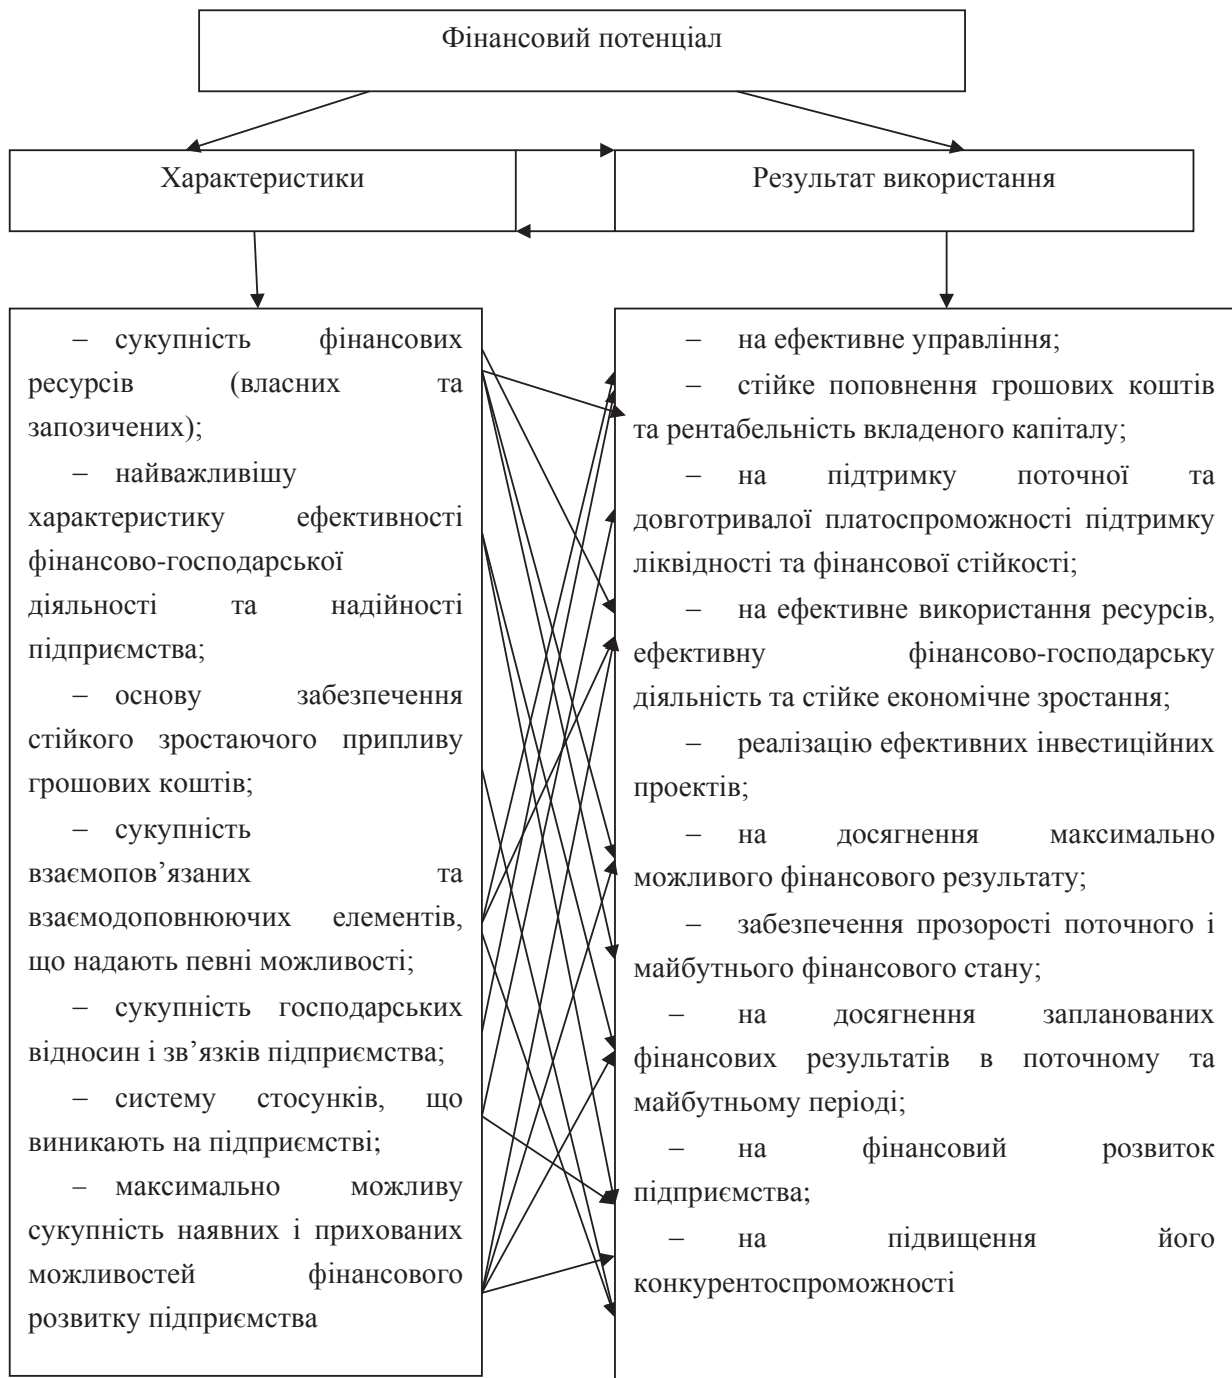 Фінансовий потенціал
Характеристики
Результат використання
– сукупність фінансових
ресурсів (власних та
запозичених);
– найважливішу
характеристику ефективності
фінансово-господарської
діяльності та надійності
підприємства;
– основу забезпечення
стійкого зростаючого припливу
грошових коштів;
– сукупність
взаємопов’язаних та
взаємодоповнюючих елементів,
що надають певні можливості;
– сукупність господарських
відносин і зв’язків підприємства;
– систему стосунків, що
виникають на підприємстві;
– максимально можливу
сукупність наявних і прихованих
можливостей фінансового
розвитку підприємства
– на ефективне управління;
– стійке поповнення грошових коштів
та рентабельність вкладеного капіталу;
– на підтримку поточної та
довготривалої платоспроможності підтримку
ліквідності та фінансової стійкості;
– на ефективне використання ресурсів,
ефективну фінансово-господарську
діяльність та стійке економічне зростання;
– реалізацію ефективних інвестиційних
проектів;
– на досягнення максимально
можливого фінансового результату;
– забезпечення прозорості поточного і
майбутнього фінансового стану;
– на досягнення запланованих
фінансових результатів в поточному та
майбутньому періоді;
– на фінансовий розвиток
підприємства;
– на підвищення його
конкурентоспроможності